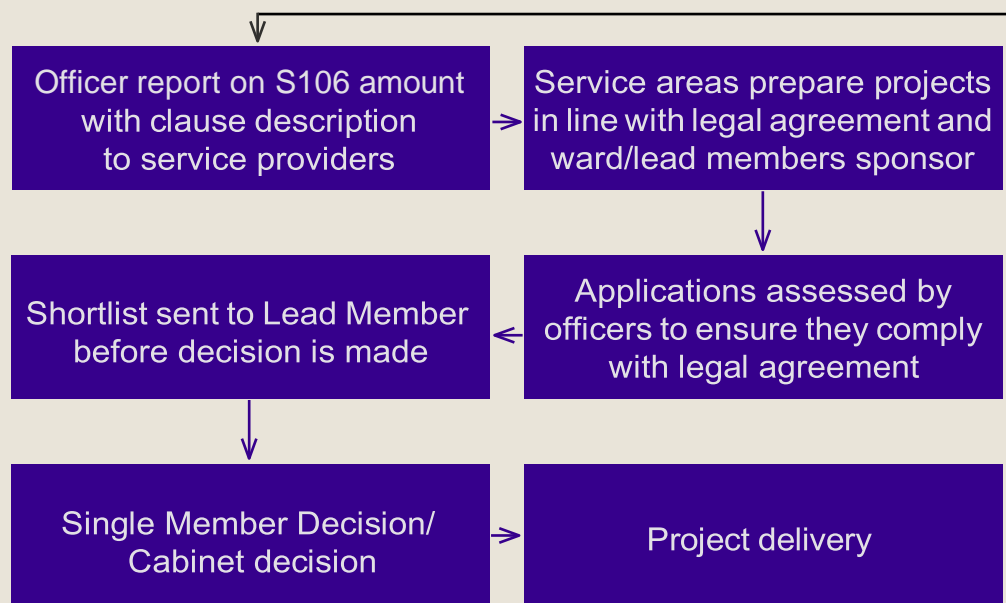 Officer report on S106 amount
with clause description
to service providers
Service areas prepare projects
in line with legal agreement and
ward/lead members sponsor
Applications assessed by
officers to ensure they comply
with legal agreement
Shortlist sent to Lead Member
before decision is made
Single Member Decision/
Cabinet decision
Project delivery